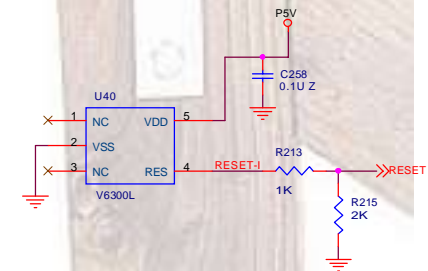 P5V
C258
0.1U Z
U40
1
NC
VDD
5
2
VSS
3
NC
RES
4
RESET-I
R213
1K
RESET
R215
2K
V6300L